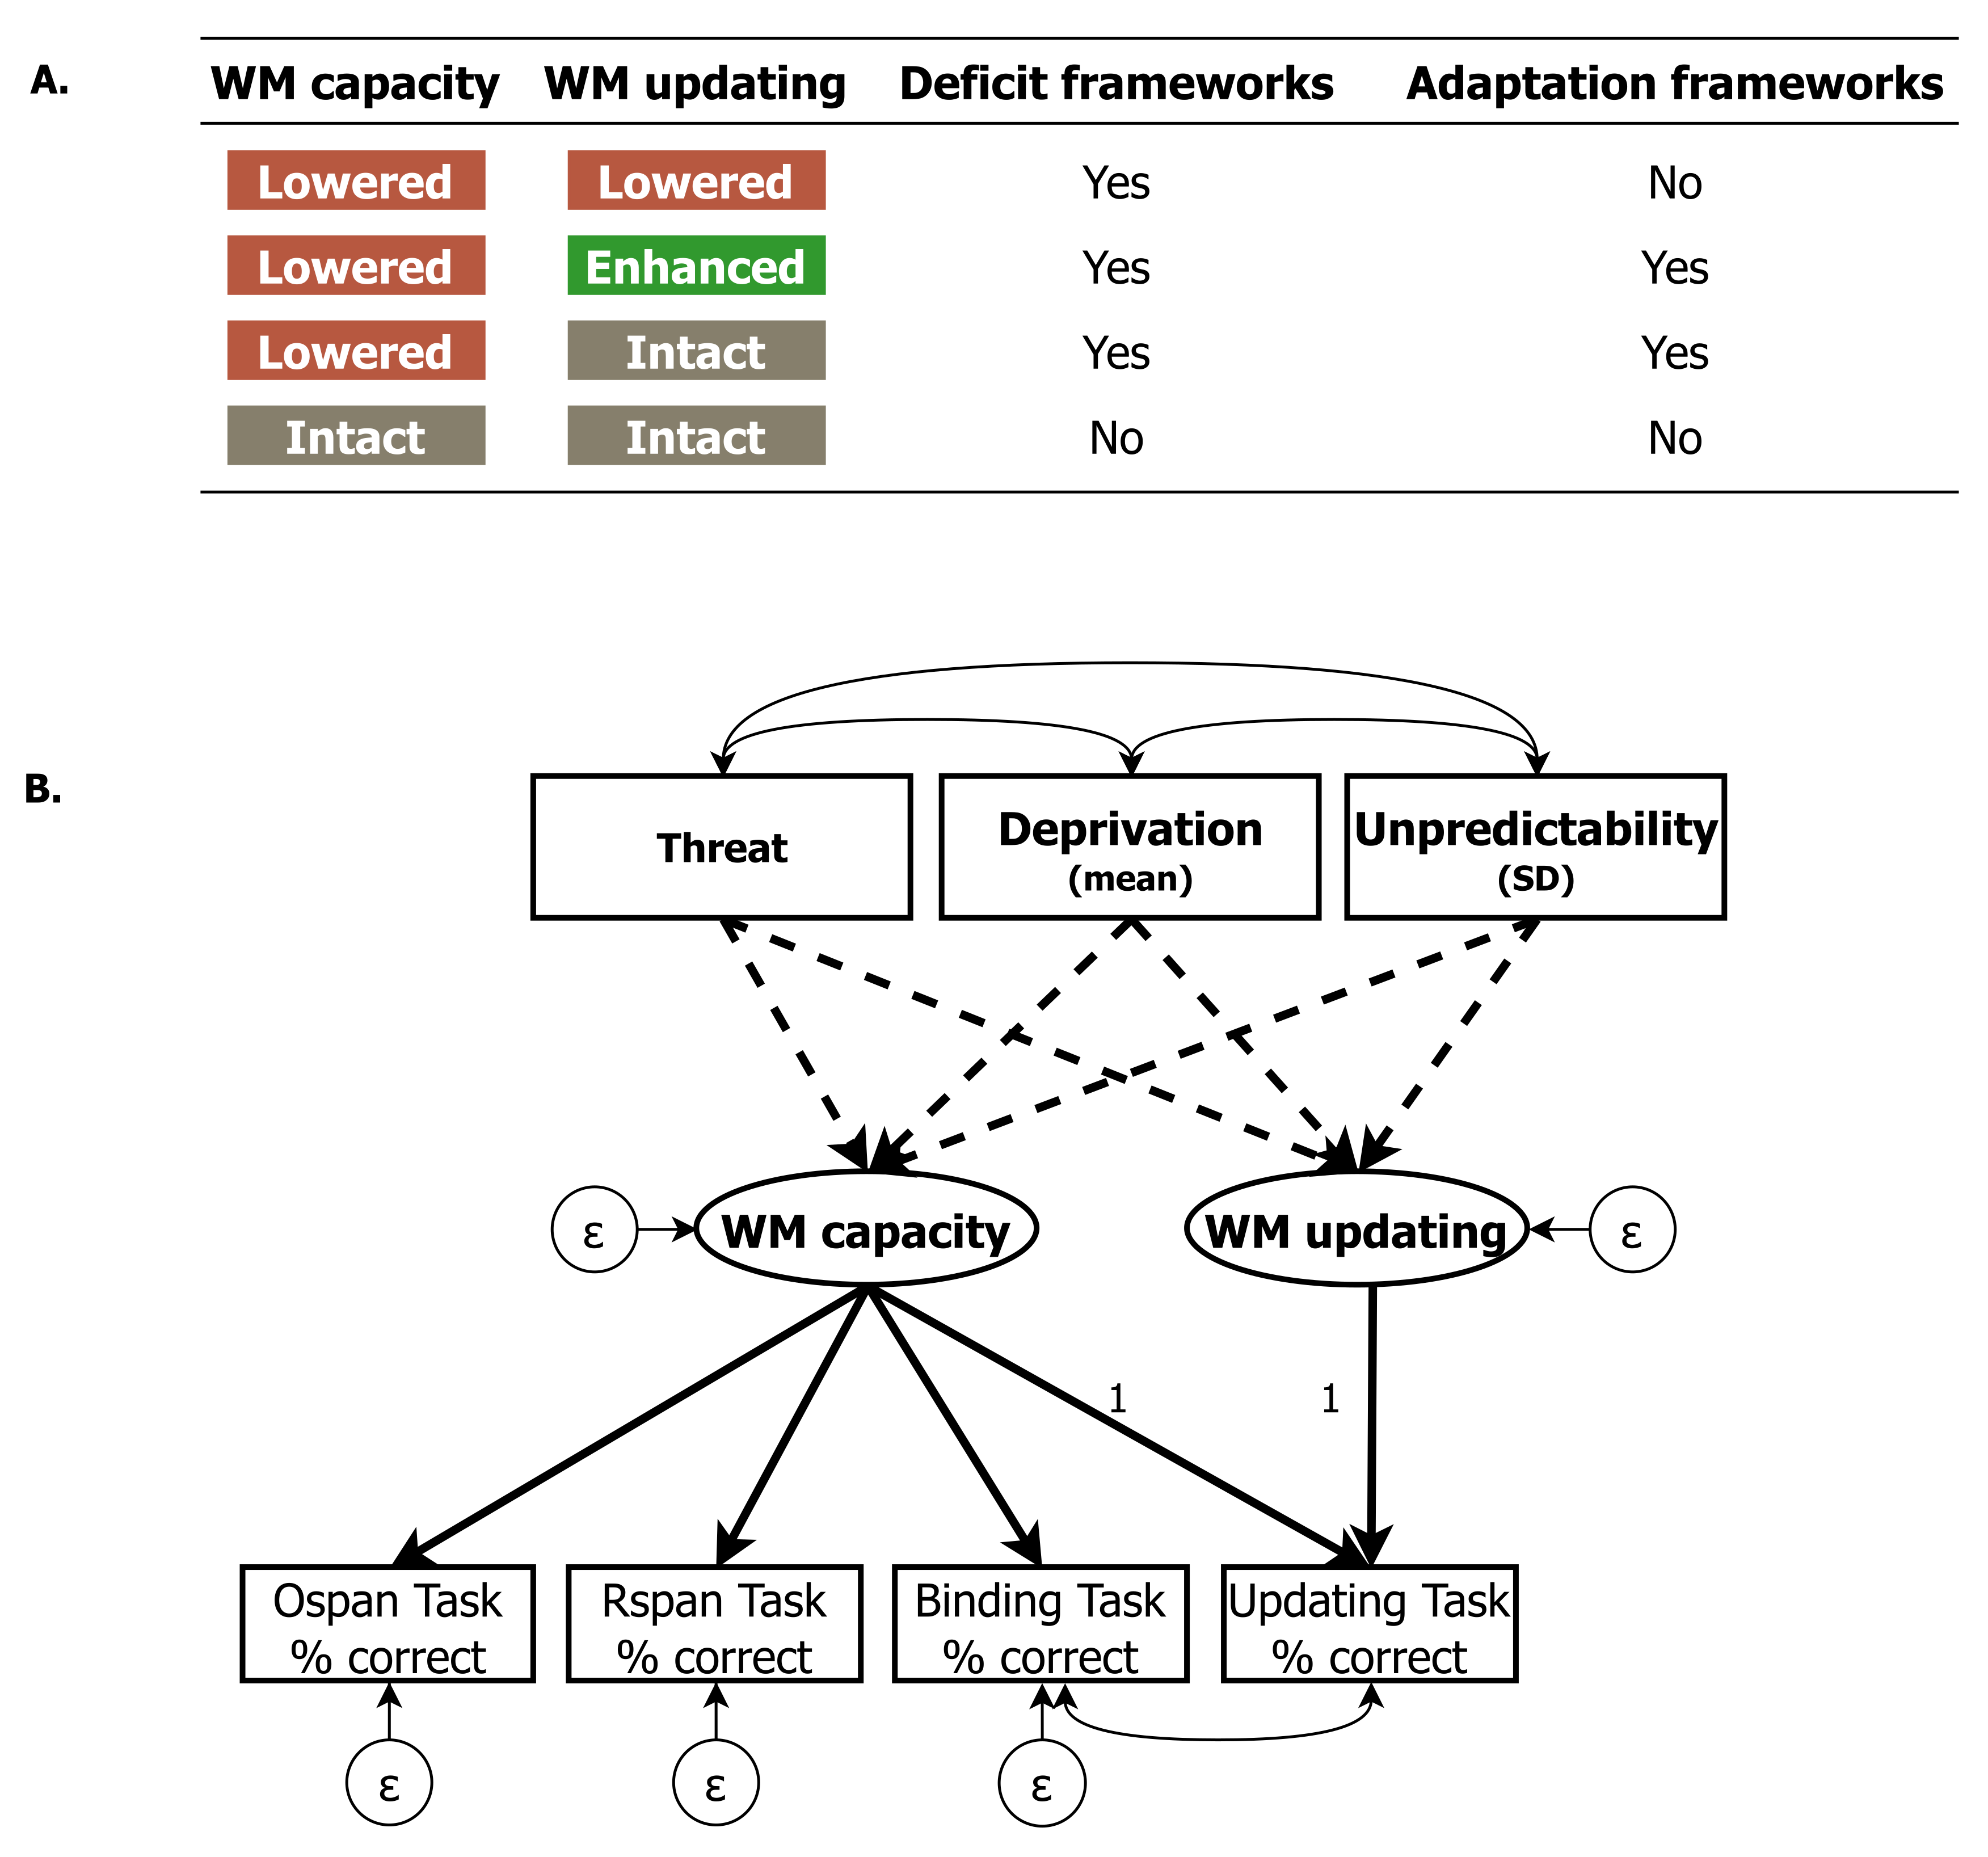 A.
WM capacity WM updating Deficit frameworks Adaptation frameworks
Lowered Lowered Yes No
Lowered Enhanced Yes Yes
Lowered Intact Yes Yes
Intact Intact No No
B.
Threat
Deprivation
(mean)
Unpredictability
(SD)
ε WM capacity WM updating ε
1 1
Ospan Task
% correct
Rspan Task
% correct
Binding Task
% correct
Updating Task
% correct
ε ε ε